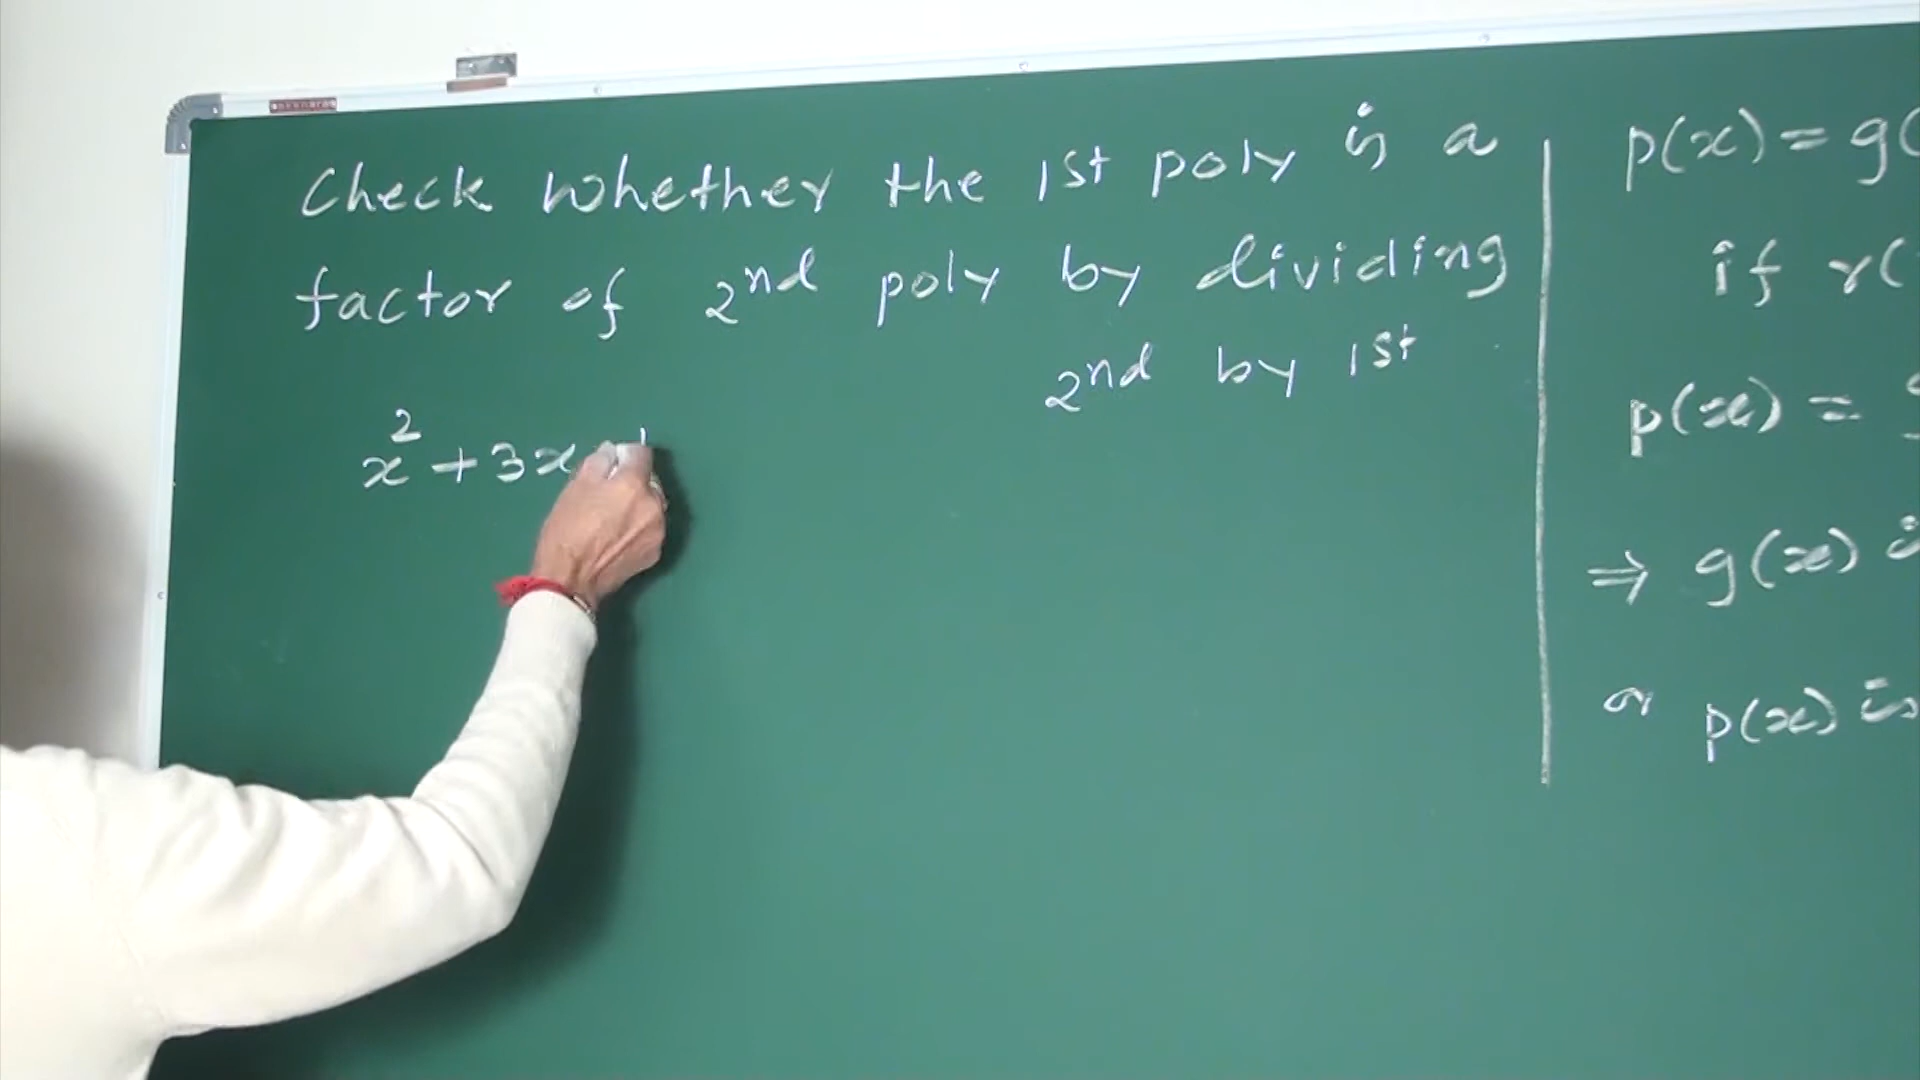 Check whether the 1st poly is a
factor of 2nd poly by dividing
2nd by 1st
x² + 3x
p(x) = g(
if r(
p(x) =
⇒ g(x) i
or p(x) is